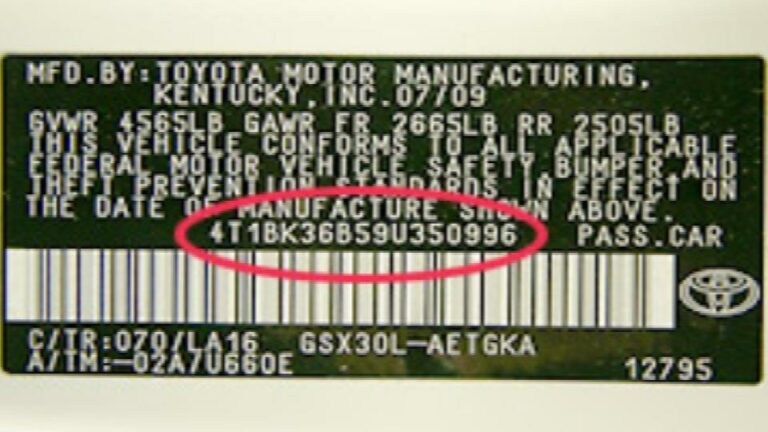 MFD.BY:TOYOTA MOTOR MANUFACTURING,
KENTUCKY,INC.07/09
GVWR 4565LB GAWR FR 2665LB RR 2505LB
THIS VEHICLE CONFORMS TO ALL APPLICABLE
FEDERAL MOTOR VEHICLE SAFETY,BUMPER,AND
THEFT PREVENTION STANDARDS IN EFFECT ON
THE DATE OF MANUFACTURE SHOWN ABOVE.
4T1BK36B59U350996 PASS.CAR
C/TR:070/LA16 GSX30L-AETGKA
A/TM:-02A/U660E 12795